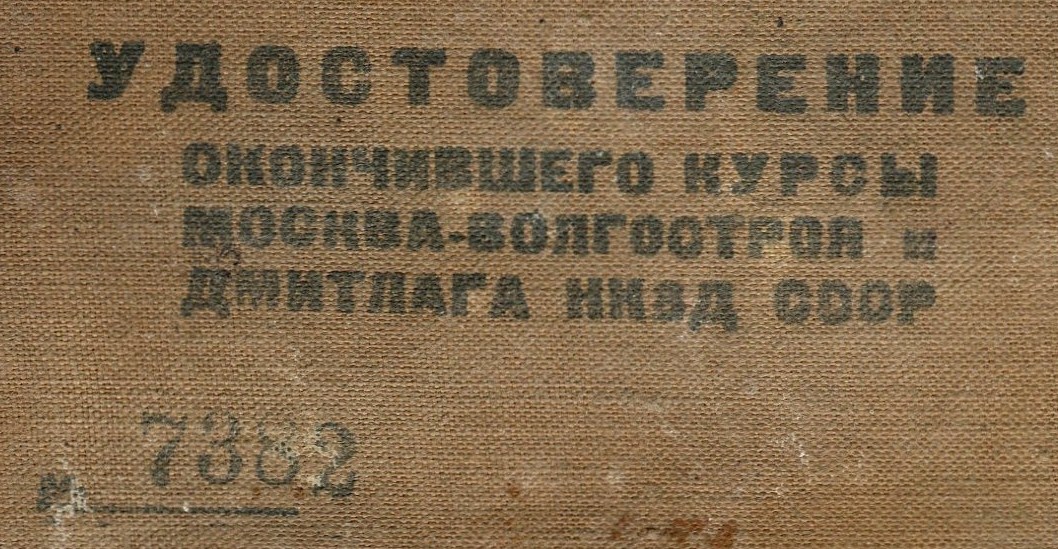 УДОСТОВЕРЕНИЕ
ОКОНЧИВШЕГО КУРСЫ
МОСКВА-ВОЛГОСТРОЯ и
ДМИТЛАГА НКВД СССР
№ 7382